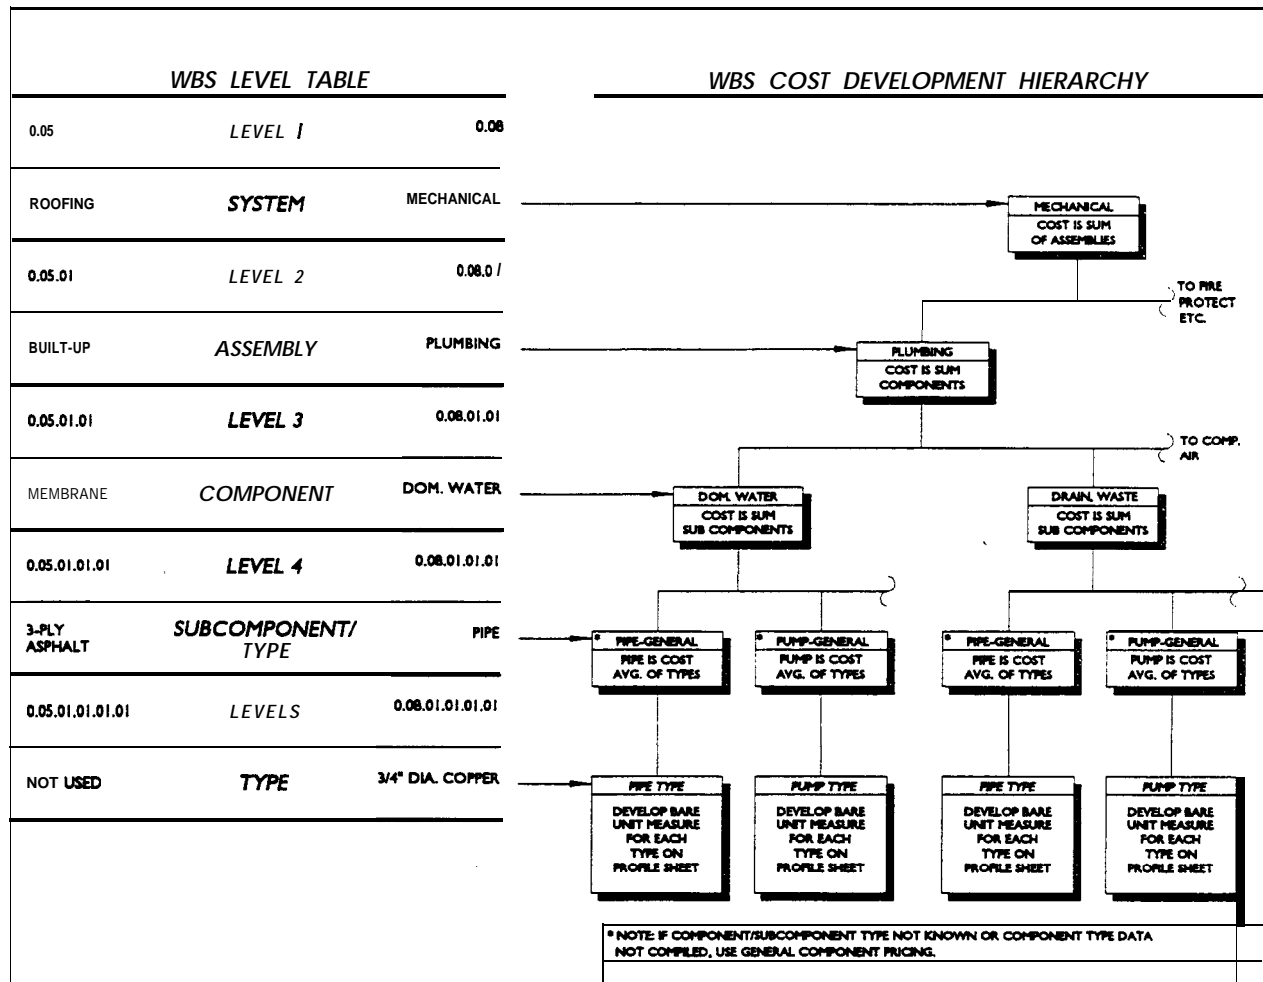 WBS LEVEL TABLE
0.05 LEVEL 1 0.08
ROOFING SYSTEM MECHANICAL
0.05.01 LEVEL 2 0.08.0 /
BUILT-UP ASSEMBLY PLUMBING
0.05.01.01 LEVEL 3 0.08.01.01
MEMBRANE COMPONENT DOM. WATER
0.05.01.01.01 LEVEL 4 0.08.01.01.01
3-PLY
ASPHALT
SUBCOMPONENT/
TYPE
PIPE
0.05.01.01.01.01 LEVELS 0.08.01.01.01.01
NOT USED TYPE 3/4" DIA. COPPER
WBS COST DEVELOPMENT HIERARCHY
MECHANICAL
COST IS SUM
OF ASSEMBLIES
TO FIRE
PROTECT
ETC.
PLUMBING
COST IS SUM
COMPONENTS
TO COMP.
AIR
DOM. WATER
COST IS SUM
SUB COMPONENTS
DRAIN, WASTE
COST IS SUM
SUB COMPONENTS
* PIPE-GENERAL
PIPE IS COST
AVG. OF TYPES
* PUMP-GENERAL
PUMP IS COST
AVG. OF TYPES
* PIPE-GENERAL
PIPE IS COST
AVG. OF TYPES
* PUMP-GENERAL
PUMP IS COST
AVG. OF TYPES
PIPE TYPE
DEVELOP BARE
UNIT MEASURE
FOR EACH
TYPE ON
PROFILE SHEET
PUMP TYPE
DEVELOP BARE
UNIT MEASURE
FOR EACH
TYPE ON
PROFILE SHEET
PIPE TYPE
DEVELOP BARE
UNIT MEASURE
FOR EACH
TYPE ON
PROFILE SHEET
PUMP TYPE
DEVELOP BARE
UNIT MEASURE
FOR EACH
TYPE ON
PROFILE SHEET
* NOTE: IF COMPONENT/SUBCOMPONENT TYPE NOT KNOWN OR COMPONENT TYPE DATA
NOT COMPILED, USE GENERAL COMPONENT PRICING.